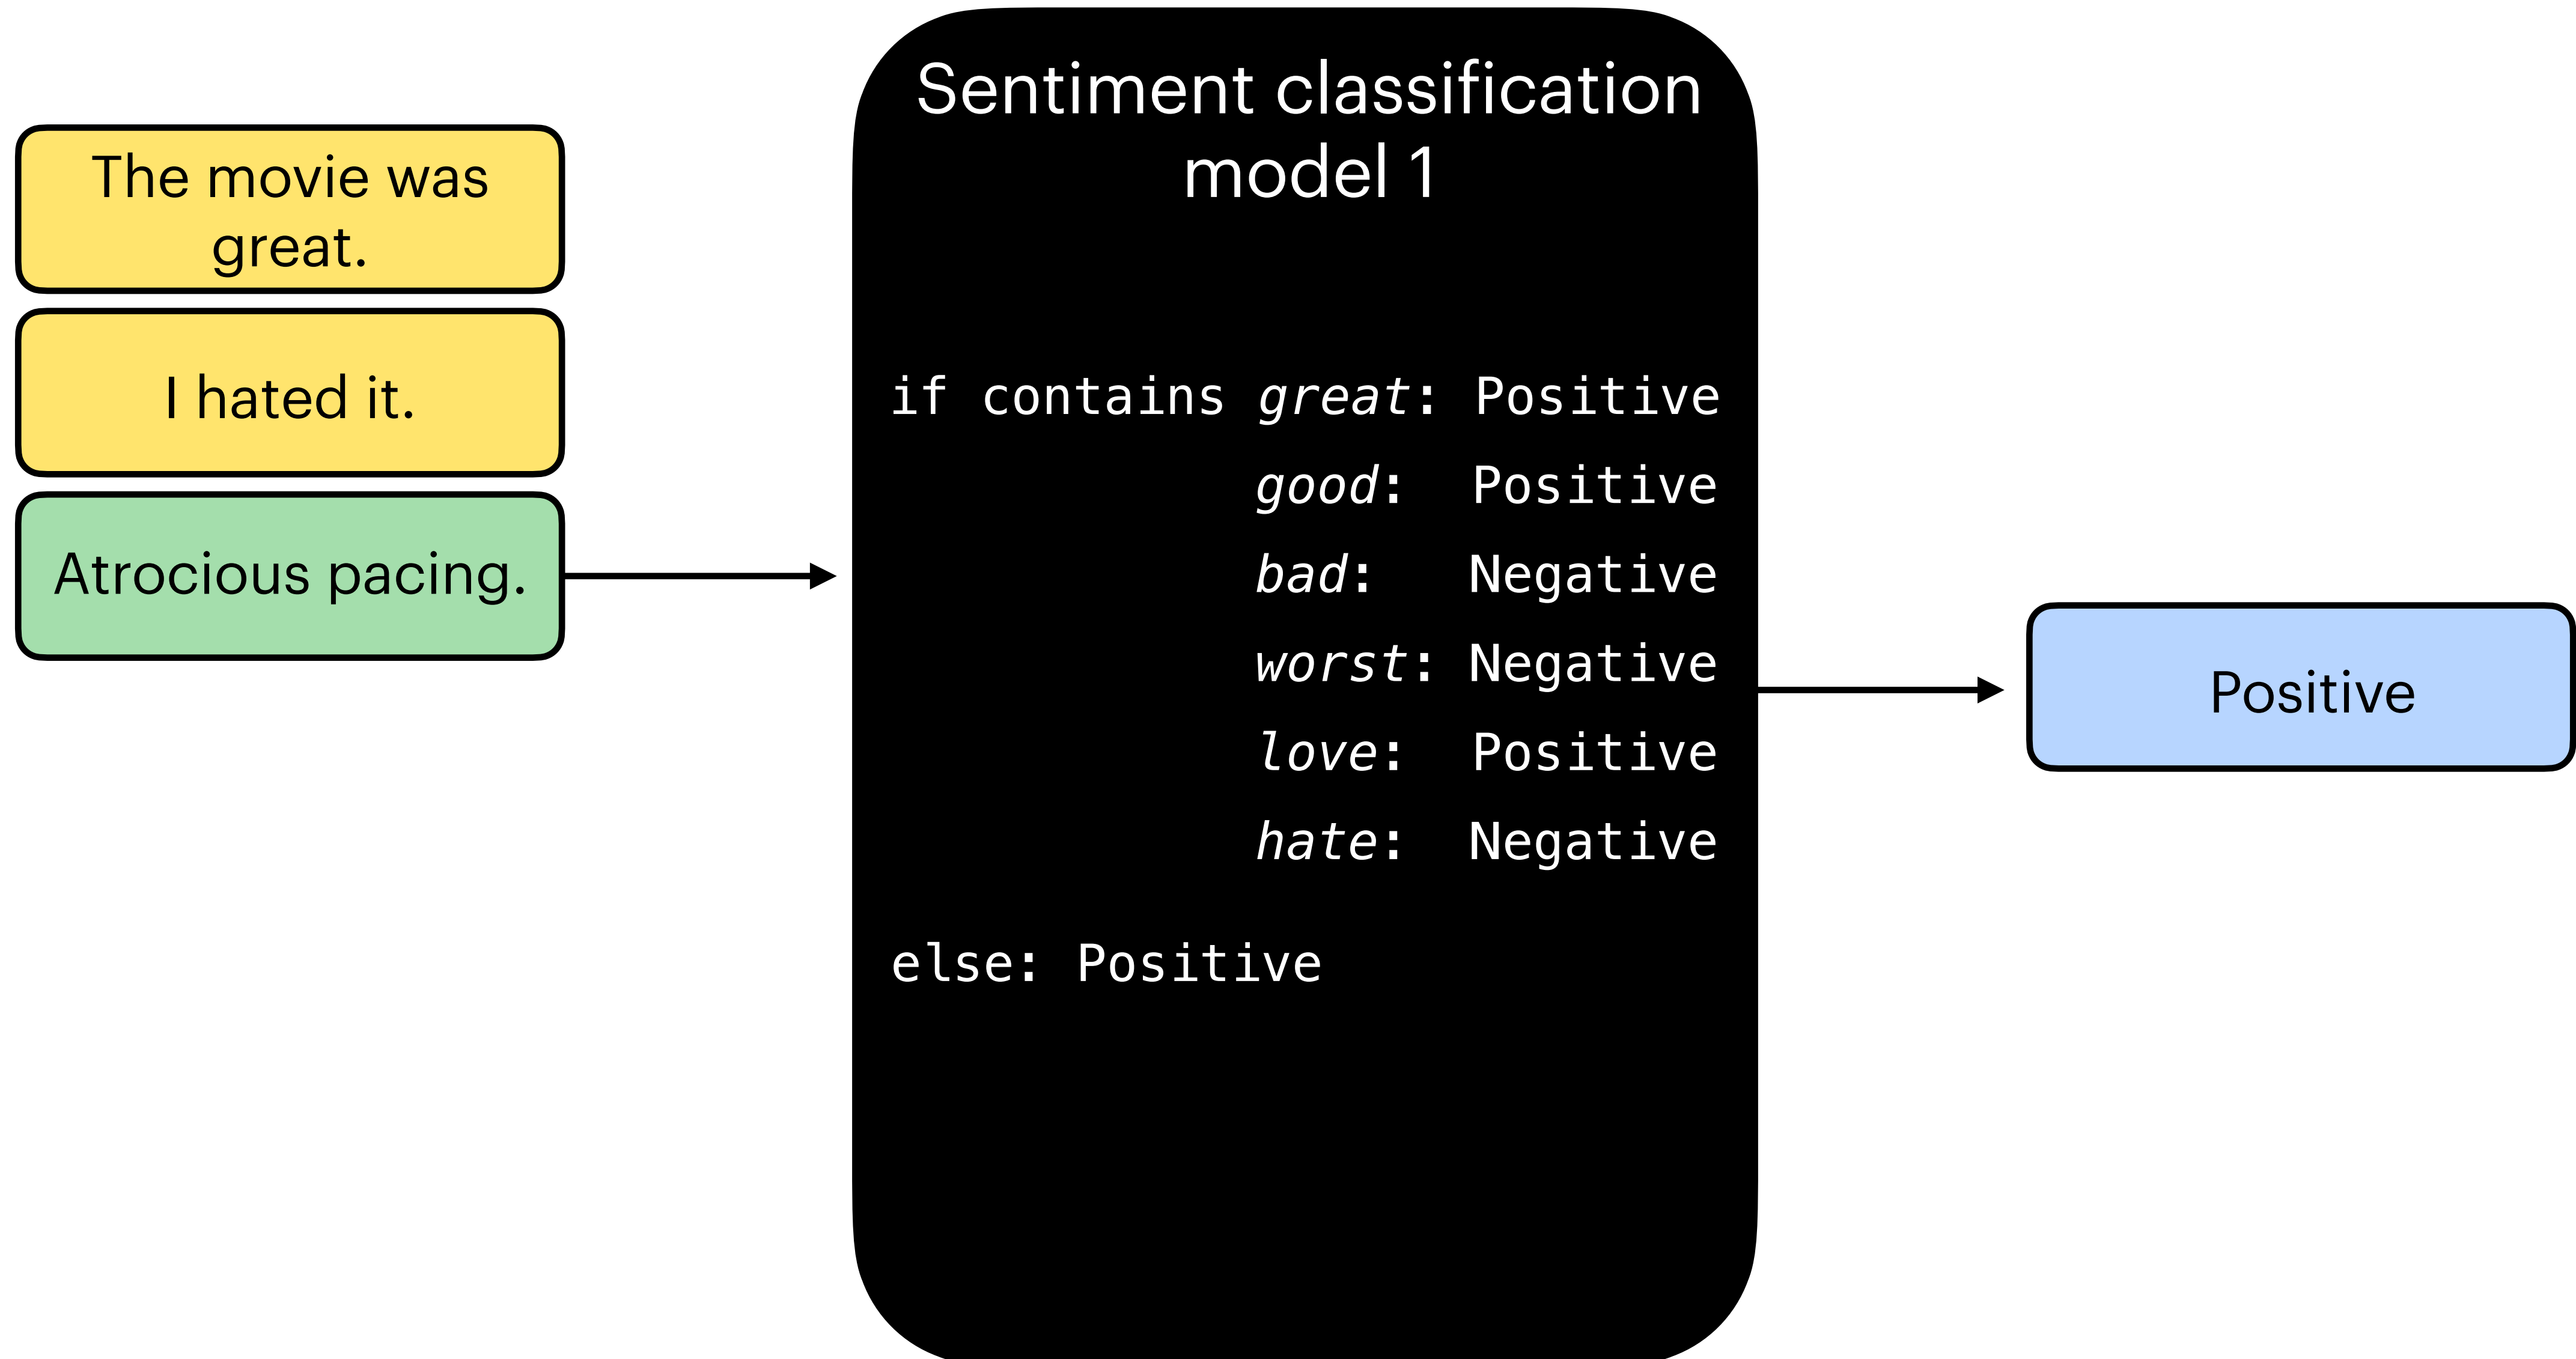 The movie was
great.
I hated it.
Atrocious pacing.
Sentiment classification
model 1
if contains great: Positive
good: Positive
bad: Negative
worst: Negative
love: Positive
hate: Negative
else: Positive
Positive